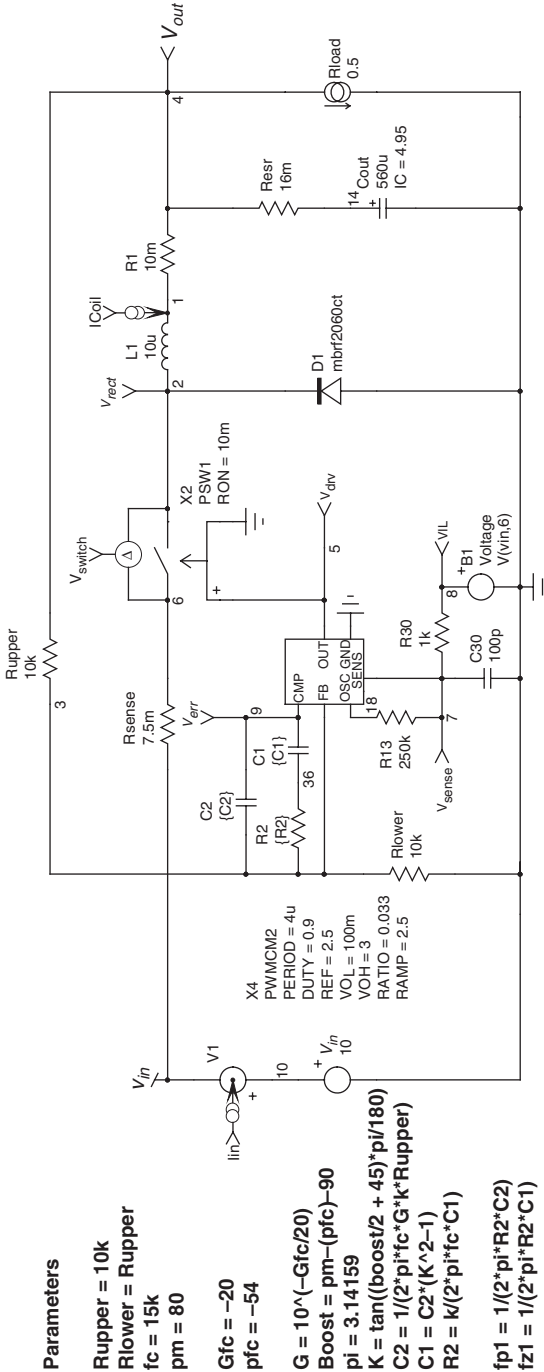 Parameters
Rupper = 10k
Rlower = Rupper
fc = 15k
pm = 80
Gfc = –20
pfc = –54
G = 10^(–Gfc/20)
Boost = pm–(pfc)–90
pi = 3.14159
K = tan((boost/2 + 45)*pi/180)
C2 = 1/(2*pi*fc*G*k*Rupper)
C1 = C2*(K^2–1)
R2 = k/(2*pi*fc*C1)
fp1 = 1/(2*pi*R2*C2)
fz1 = 1/(2*pi*R2*C1)
Vin
V1
+
Iin
10
+
Vin
10
Rupper
10k
3
Rsense
7.5m
6
Vswitch
Δ
X2
PSW1
RON = 10m
+
Vrect
2
L1
10u
ICoil
1
R1
10m
4
Vout
Verr
9
C2
{C2}
C1
{C1}
36
R2
{R2}
CMP
FB
OUT
OSC
GND
SENS
5
Vdrv
18
X4
PWMCM2
PERIOD = 4u
DUTY = 0.9
REF = 2.5
VOL = 100m
VOH = 3
RATIO = 0.033
RAMP = 2.5
Rlower
10k
R13
250k
Vsense
7
R30
1k
C30
100p
8
VIL
+
B1
Voltage
V(vin,6)
D1
mbrf2060ct
Resr
16m
14
+
Cout
560u
IC = 4.95
Rload
0.5